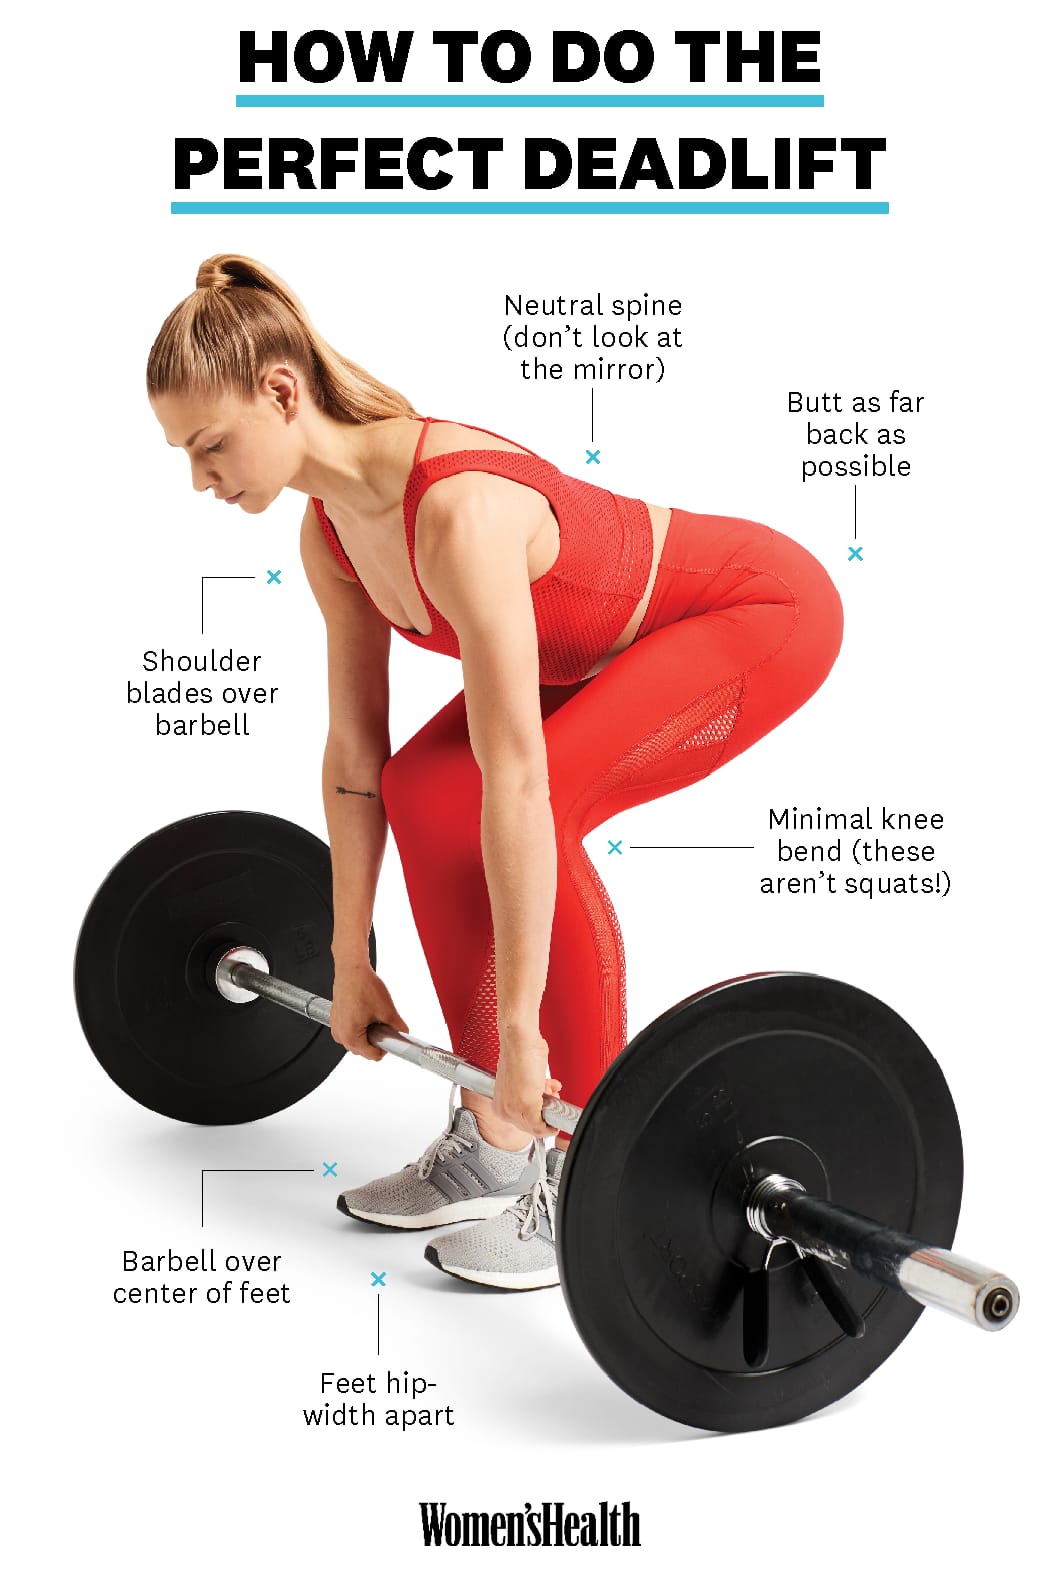 HOW TO DO THE
PERFECT DEADLIFT
Neutral spine
(don't look at
the mirror)
Butt as far
back as
possible
Shoulder
blades over
barbell
Minimal knee
bend (these
aren't squats!)
Barbell over
center of feet
Feet hip-
width apart
Women'sHealth